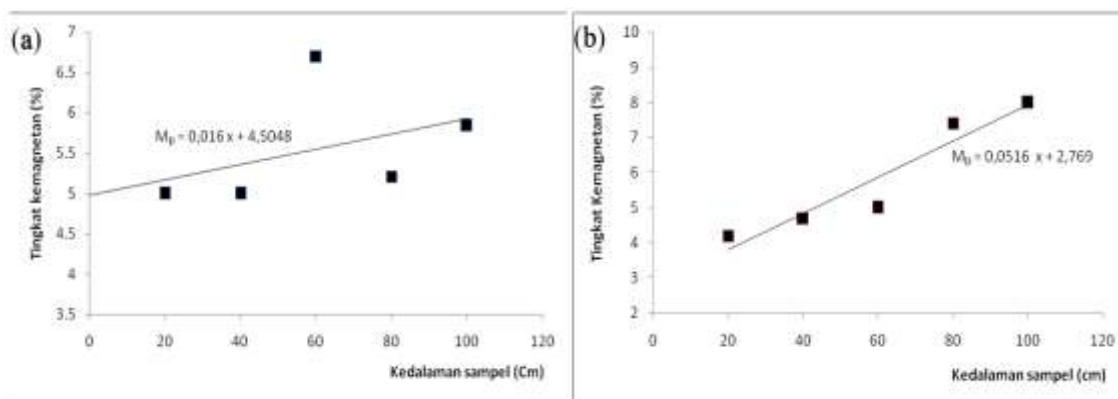 (a)
Tingkat kemagnetan (%)
7
6.5
6
5.5
5
4.5
4
3.5
M_B = 0,016 x + 4,5048
0 20 40 60 80 100 120
Kedalaman sampel (Cm)
(b)
Tingkat Kemagnetan (%)
10
9
8
7
6
5
4
3
2
M_B = 0,0516 x + 2,769
0 20 40 60 80 100 120
Kedalaman sampel (cm)